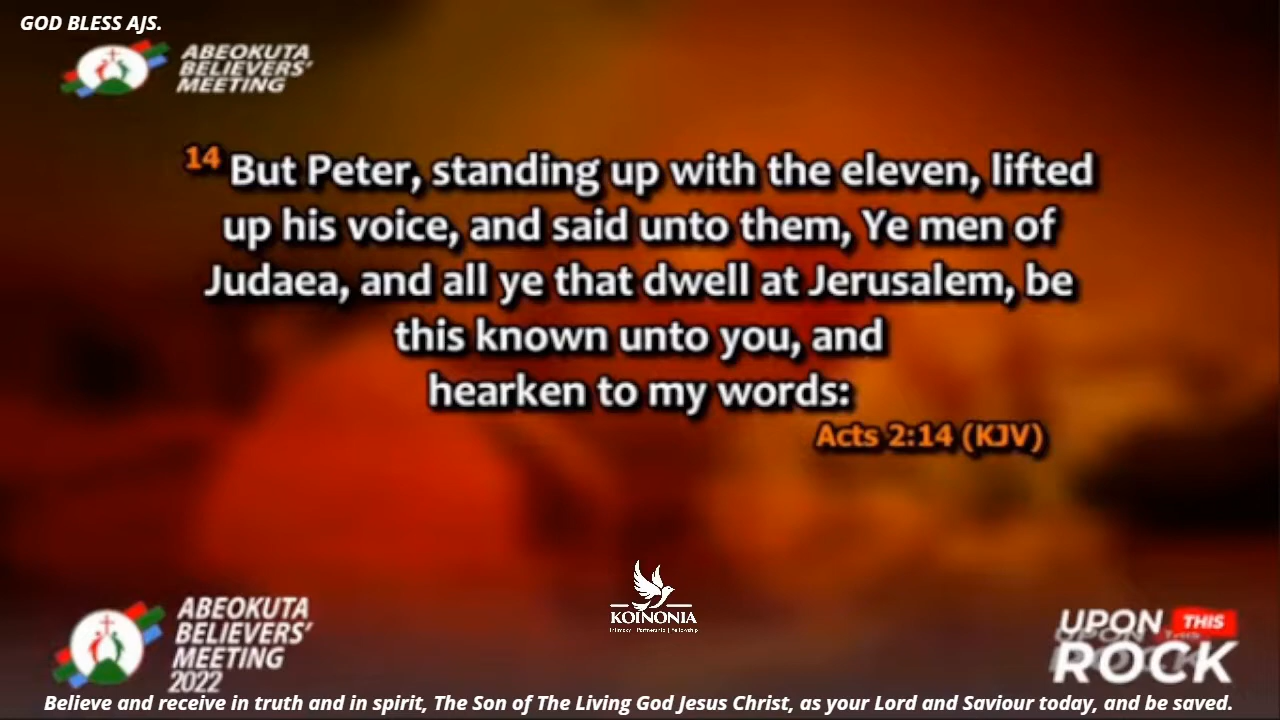 GOD BLESS AJS.
ABEOKUTA
BELIEVERS'
MEETING
14 But Peter, standing up with the eleven, lifted
up his voice, and said unto them, Ye men of
Judaea, and all ye that dwell at Jerusalem, be
this known unto you, and
hearken to my words:
Acts 2:14 (KJV)
KOINONIA
Intimacy | Partnership | Fellowship
ABEOKUTA
BELIEVERS'
MEETING
2022
UPON THIS
ROCK
Believe and receive in truth and in spirit, The Son of The Living God Jesus Christ, as your Lord and Saviour today, and be saved.